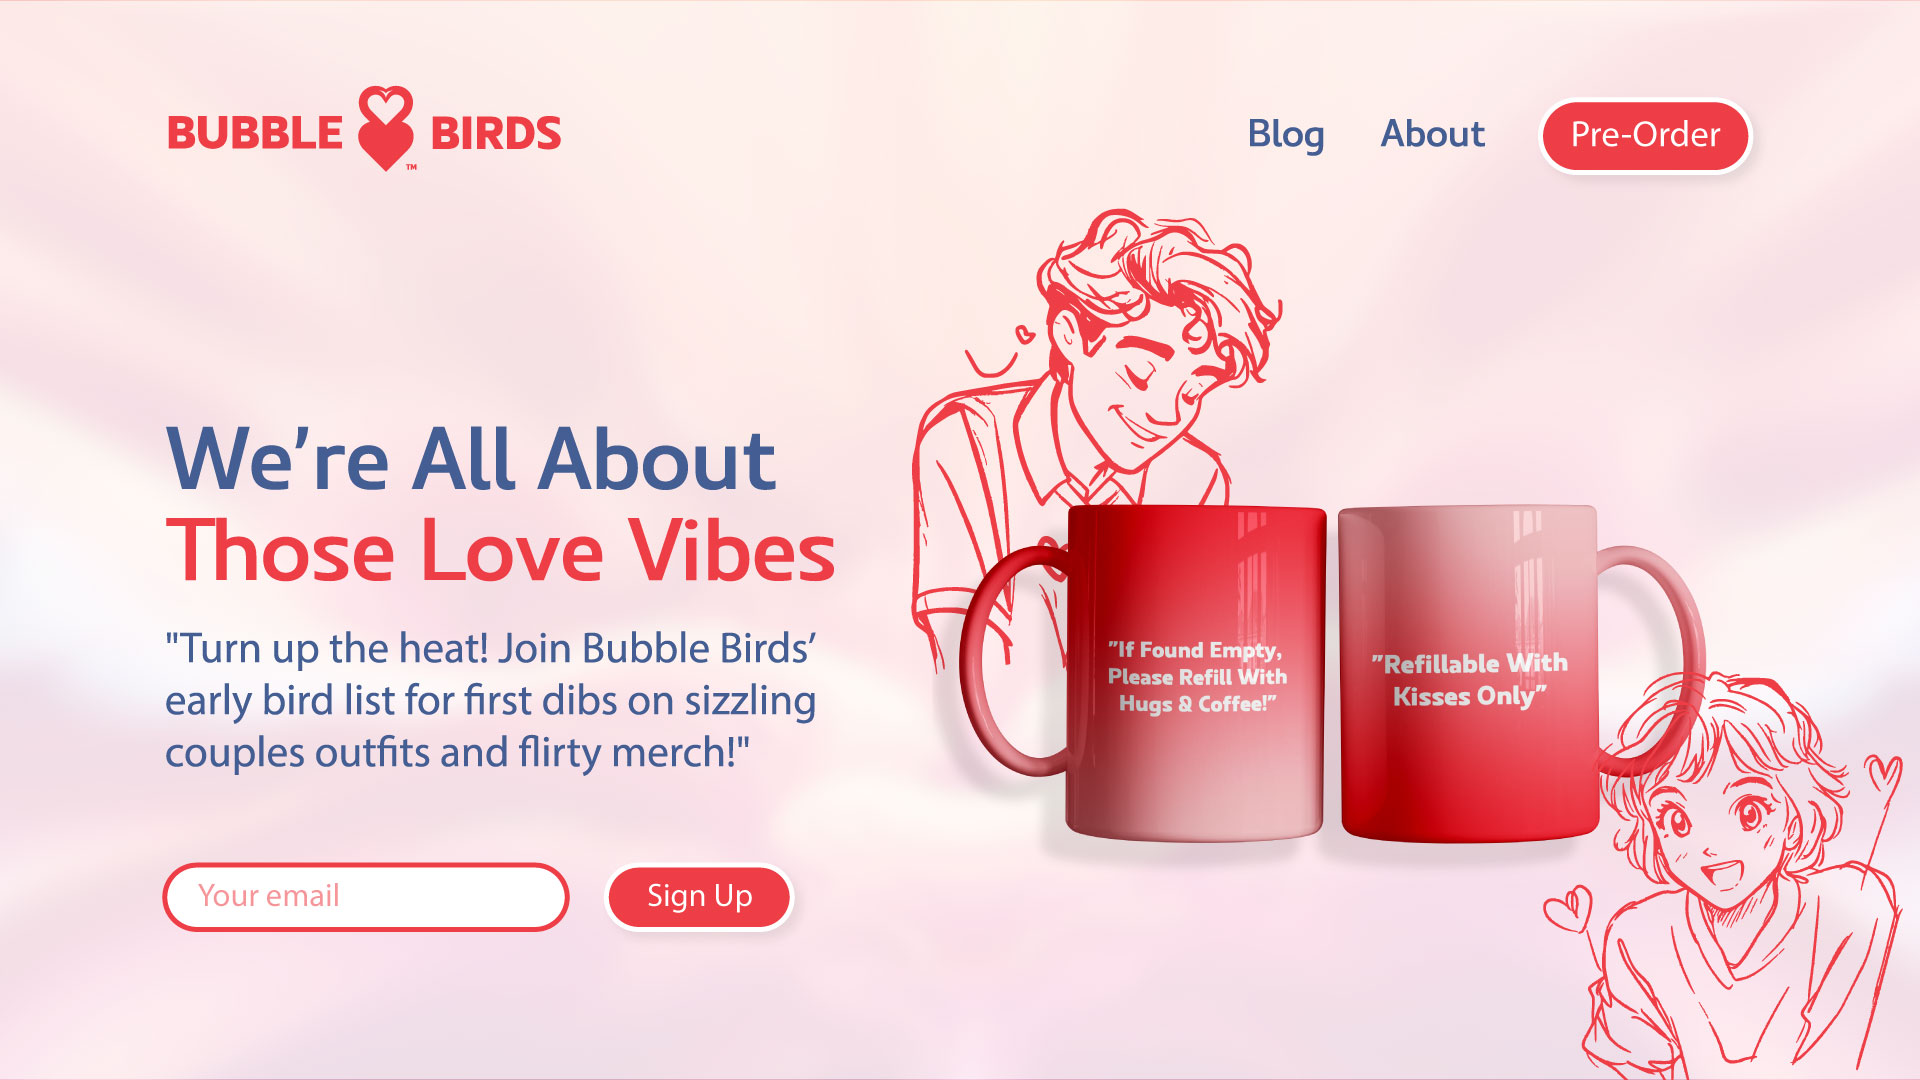 BUBBLE BIRDS
™
Blog
About
Pre-Order
We’re All About
Those Love Vibes
"Turn up the heat! Join Bubble Birds’
early bird list for first dibs on sizzling
couples outfits and flirty merch!"
Your email
Sign Up
"If Found Empty,
Please Refill With
Hugs & Coffee!"
"Refillable With
Kisses Only"